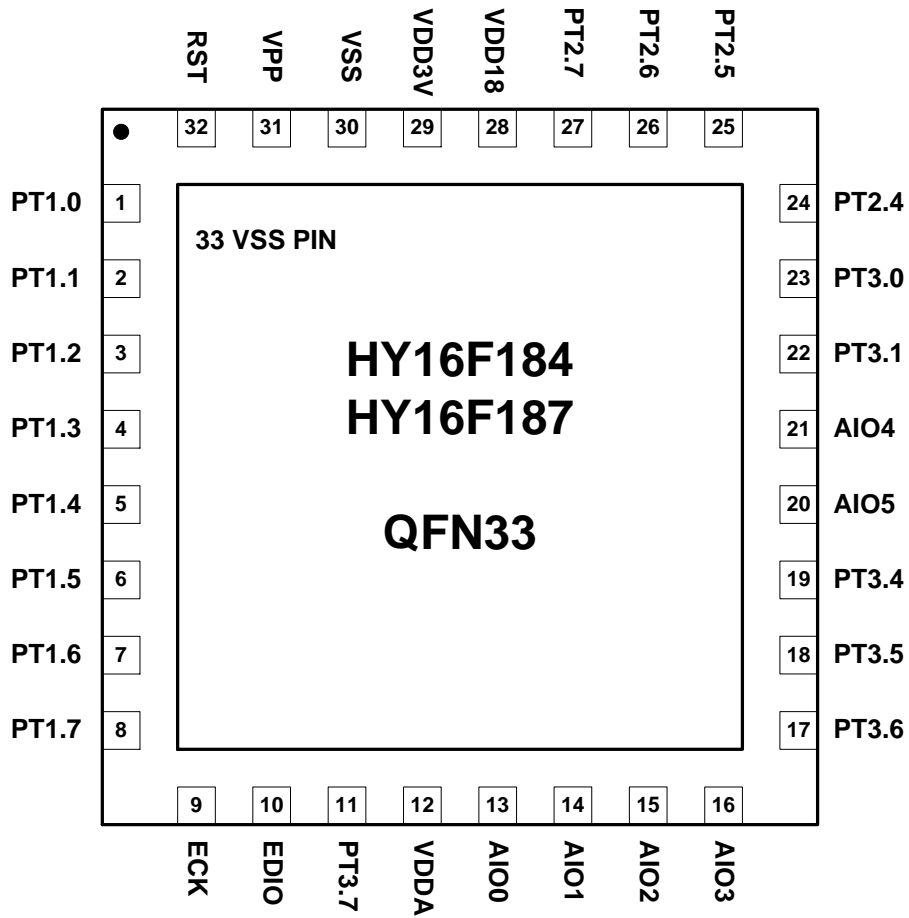 RST VPP VSS VDD3V VDD18 PT2.7 PT2.6 PT2.5
32 31 30 29 28 27 26 25
PT1.0 1 24 PT2.4
33 VSS PIN
PT1.1 2 23 PT3.0
PT1.2 3 22 PT3.1
HY16F184
HY16F187
PT1.3 4 21 AIO4
PT1.4 5 20 AIO5
QFN33
PT1.5 6 19 PT3.4
PT1.6 7 18 PT3.5
PT1.7 8 17 PT3.6
9 10 11 12 13 14 15 16
ECK EDIO PT3.7 VDDA AIO0 AIO1 AIO2 AIO3